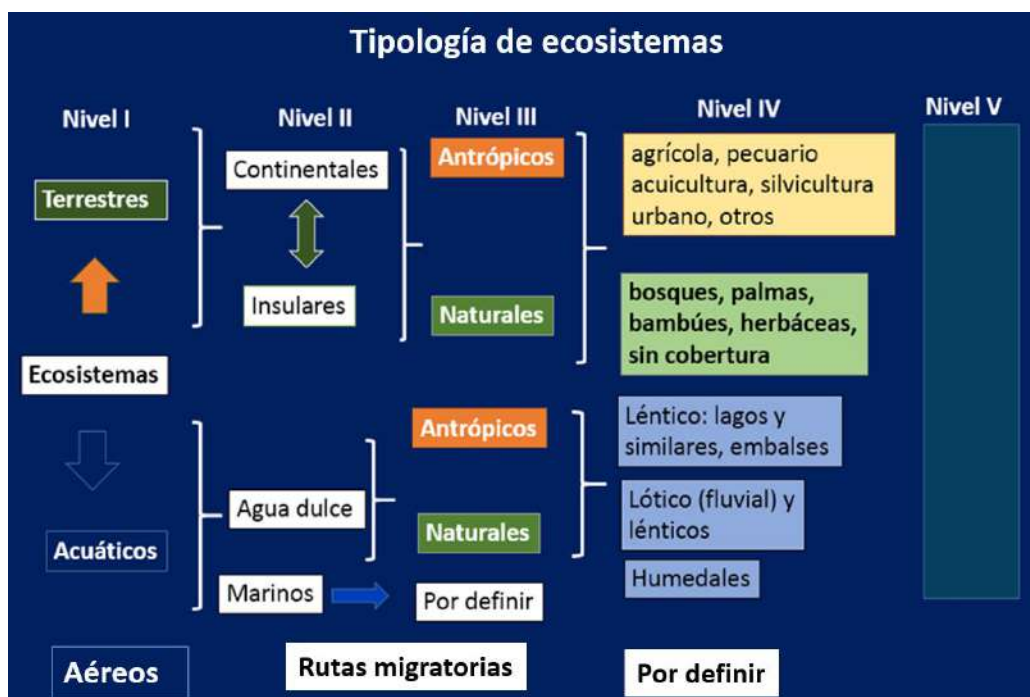 Tipología de ecosistemas
Nivel I
Nivel II
Nivel III
Nivel IV
Nivel V
Terrestres
Ecosistemas
Acuáticos
Continentales
Insulares
Agua dulce
Marinos
Antrópicos
Naturales
Antrópicos
Naturales
Por definir
agrícola, pecuario
acuicultura, silvicultura
urbano, otros
bosques, palmas,
bambúes, herbáceas,
sin cobertura
Léntico: lagos y
similares, embalses
Lótico (fluvial) y
lénticos
Humedales
Aéreos
Rutas migratorias
Por definir